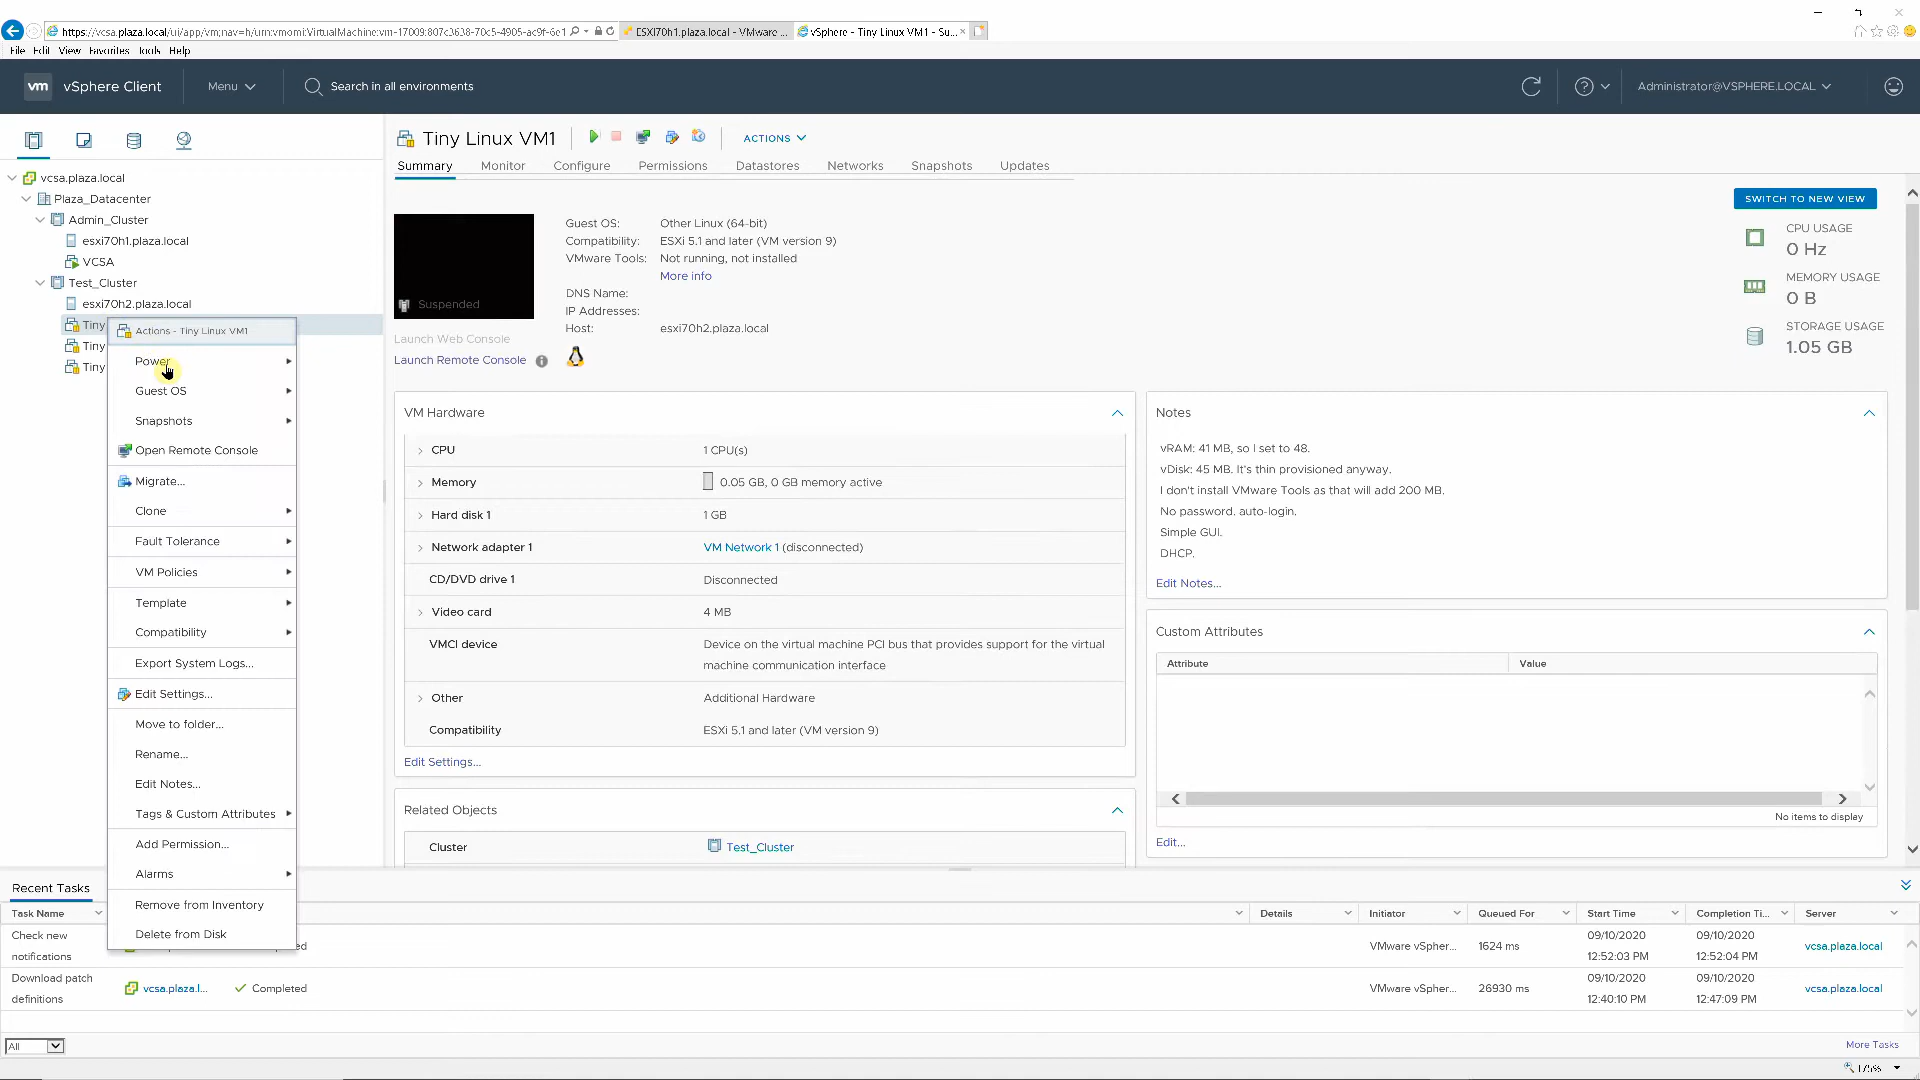 https://vcsa.plaza.local/ui/app/vm;nav=h/urn:vmomi:VirtualMachine:vm-17009:807c3638-70c5-4905-ac9f-6e1
ESXI70h1.plaza.local - VMware ...
vSphere - Tiny Linux VM1 - Su...
File Edit View Favorites Tools Help
vm vSphere Client
Menu
Search in all environments
Administrator@VSPHERE.LOCAL
Tiny Linux VM1
ACTIONS
Summary Monitor Configure Permissions Datastores Networks Snapshots Updates
vcsa.plaza.local
Plaza_Datacenter
Admin_Cluster
esxi70h1.plaza.local
VCSA
Test_Cluster
esxi70h2.plaza.local
Tiny
Tiny
Tiny
Actions - Tiny Linux VM1
Power
Guest OS
Snapshots
Open Remote Console
Migrate...
Clone
Fault Tolerance
VM Policies
Template
Compatibility
Export System Logs...
Edit Settings...
Move to folder...
Rename...
Edit Notes...
Tags & Custom Attributes
Add Permission...
Alarms
Remove from Inventory
Delete from Disk
Suspended
Launch Web Console
Launch Remote Console
Guest OS: Other Linux (64-bit)
Compatibility: ESXi 5.1 and later (VM version 9)
VMware Tools: Not running, not installed
More info
DNS Name:
IP Addresses:
Host: esxi70h2.plaza.local
SWITCH TO NEW VIEW
CPU USAGE
0 Hz
MEMORY USAGE
0 B
STORAGE USAGE
1.05 GB
VM Hardware
CPU 1 CPU(s)
Memory 0.05 GB, 0 GB memory active
Hard disk 1 1 GB
Network adapter 1 VM Network 1 (disconnected)
CD/DVD drive 1 Disconnected
Video card 4 MB
VMCI device Device on the virtual machine PCI bus that provides support for the virtual
machine communication interface
Other Additional Hardware
Compatibility ESXi 5.1 and later (VM version 9)
Edit Settings...
Related Objects
Cluster Test_Cluster
Notes
vRAM: 41 MB, so I set to 48.
vDisk: 45 MB. It's thin provisioned anyway.
I don't install VMware Tools as that will add 200 MB.
No password. auto-login.
Simple GUI.
DHCP.
Edit Notes...
Custom Attributes
Attribute Value
No items to display
Edit...
Recent Tasks
Task Name Details Initiator Queued For Start Time Completion Ti... Server
Check new
notifications
VMware vSpher... 1624 ms 09/10/2020
12:52:03 PM 09/10/2020
12:52:04 PM vcsa.plaza.local
Download patch
definitions
vcsa.plaza.l... Completed VMware vSpher... 26930 ms 09/10/2020
12:40:10 PM 09/10/2020
12:47:09 PM vcsa.plaza.local
All
More Tasks
175%